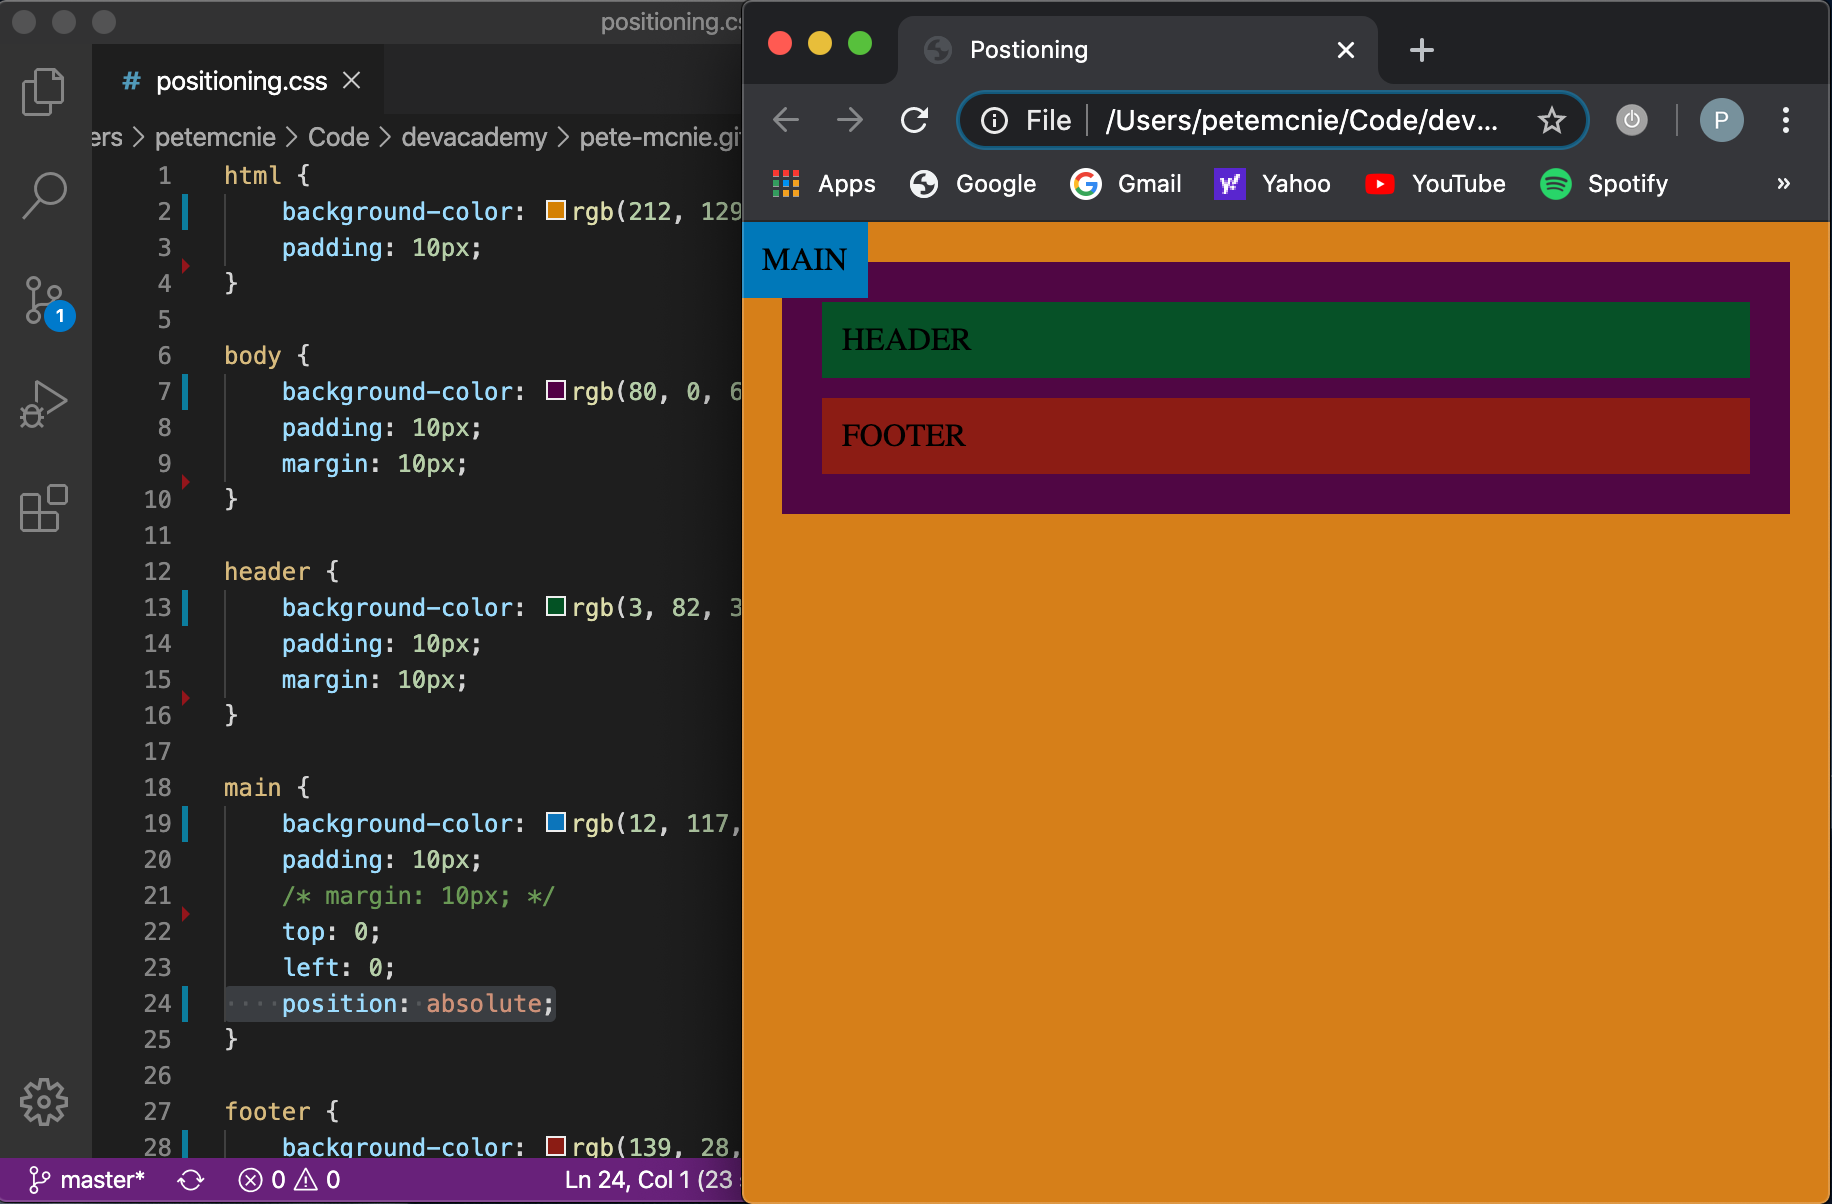 positioning.cs
# positioning.css
ers > petemcnie > Code > devacademy > pete-mcnie.gi
1 html {
2 background-color: rgb(212, 129
3 padding: 10px;
4 }
5
6 body {
7 background-color: rgb(80, 0, 6
8 padding: 10px;
9 margin: 10px;
10 }
11
12 header {
13 background-color: rgb(3, 82, 3
14 padding: 10px;
15 margin: 10px;
16 }
17
18 main {
19 background-color: rgb(12, 117,
20 padding: 10px;
21 /* margin: 10px; */
22 top: 0;
23 left: 0;
24 position: absolute;
25 }
26
27 footer {
28 background-color: rgb(139, 28,
1
master* 0 0 Ln 24, Col 1 (23
Postioning
File /Users/petemcnie/Code/dev... P
Apps Google Gmail Yahoo YouTube Spotify »
MAIN
HEADER
FOOTER